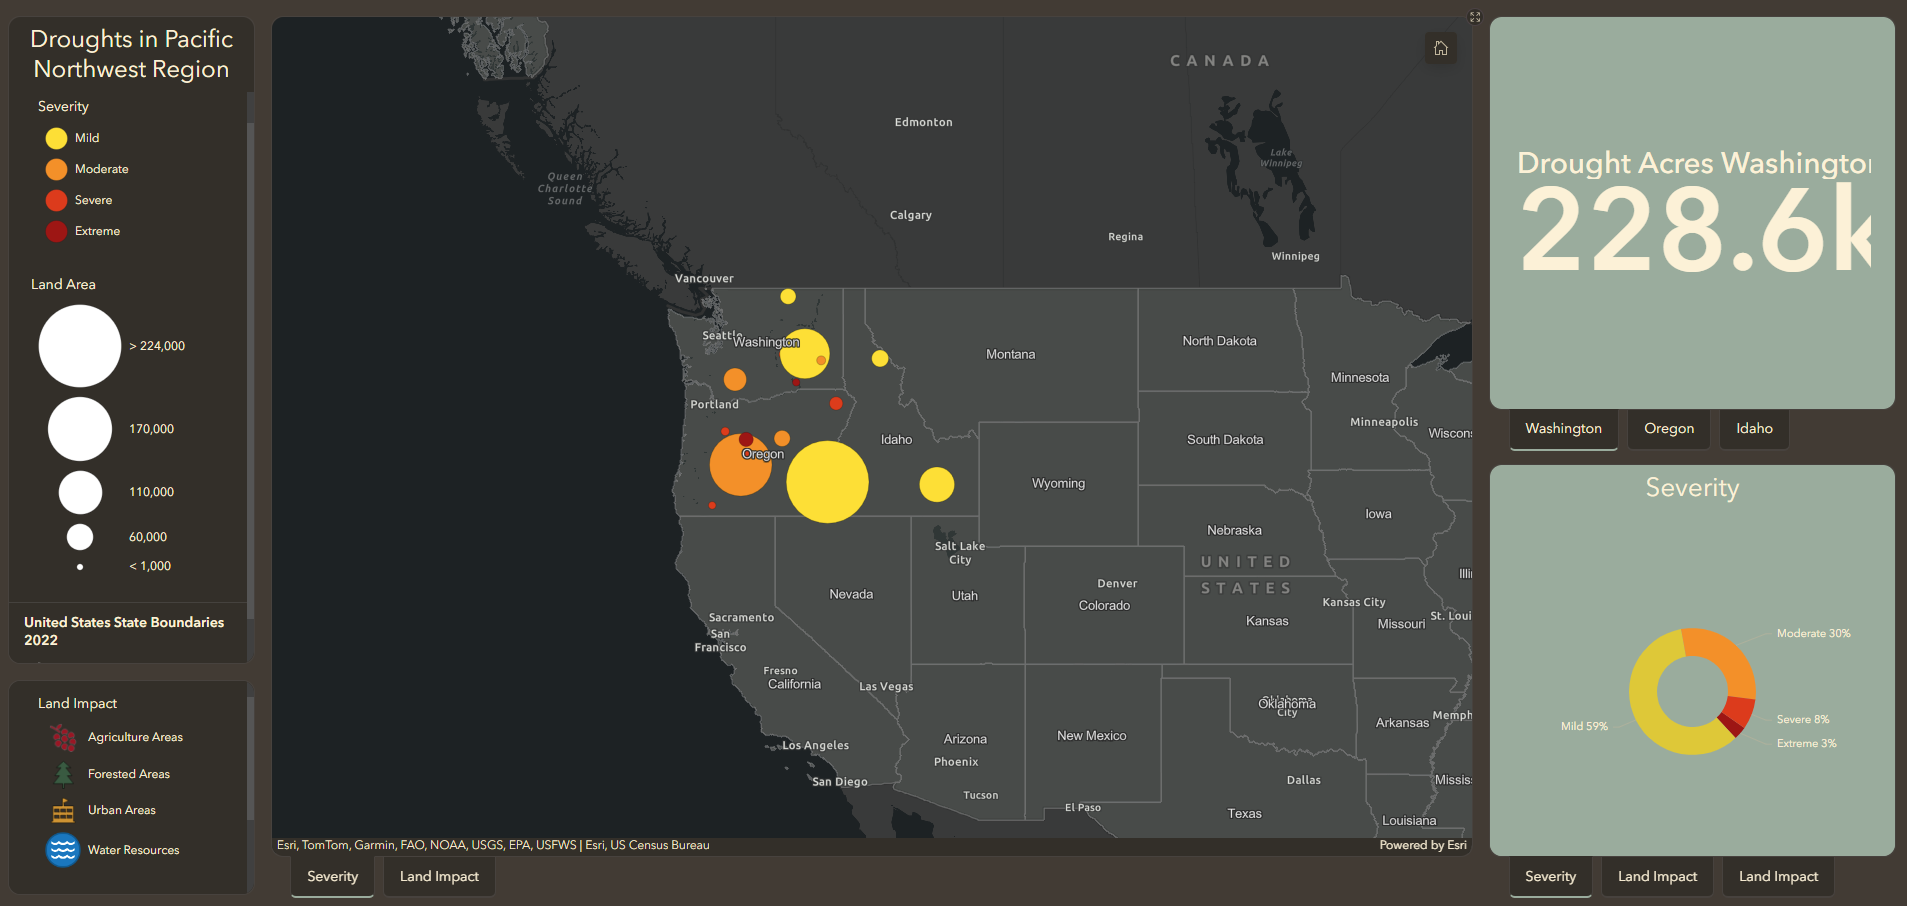 Droughts in Pacific
Northwest Region
Severity
Mild
Moderate
Severe
Extreme
Land Area
> 224,000
170,000
110,000
60,000
< 1,000
United States State Boundaries
2022
Land Impact
Agriculture Areas
Forested Areas
Urban Areas
Water Resources
CANADA
Edmonton
Lake
Winnipeg
Queen
Charlotte
Sound
Calgary
Regina
Winnipeg
Vancouver
Seattle
Washington
Montana
North Dakota
Minnesota
Portland
Minneapolis
Idaho
South Dakota
Wiscons
Oregon
Wyoming
Iowa
Nebraska
Salt Lake
City
UNITED
STATES
Illi
Denver
Nevada
Utah
Colorado
Kansas City
Sacramento
San
Francisco
Kansas
Missouri
St. Loui
Fresno
California
Las Vegas
Oklahoma
City
Oklahoma
Arkansas
Memph
Los Angeles
Arizona
New Mexico
Phoenix
San Diego
Dallas
Missis
Tucson
El Paso
Texas
Louisiana
Esri, TomTom, Garmin, FAO, NOAA, USGS, EPA, USFWS | Esri, US Census Bureau
Powered by Esri
Severity
Land Impact
Drought Acres Washington
228.6k
Washington
Oregon
Idaho
Severity
Moderate 30%
Severe 8%
Mild 59%
Extreme 3%
Severity
Land Impact
Land Impact